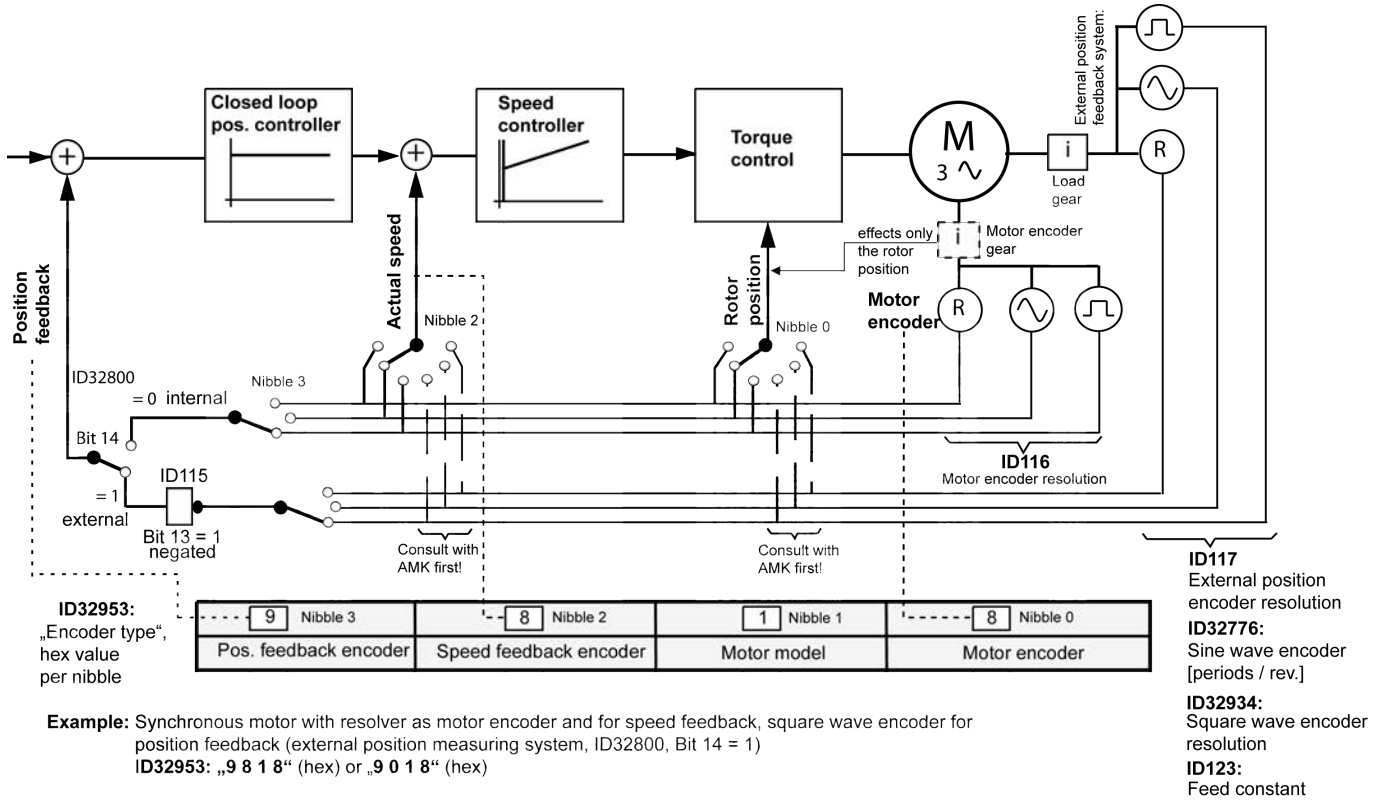 External position
feedback system:
Closed loop
pos. controller
Speed
controller
Torque
control
M
3
i
R
Load
gear
+
+
effects only
the rotor
position
i
Motor encoder
gear
Position
feedback
Actual speed
Rotor
position
Motor
encoder
R
Nibble 2
Nibble 0
ID32800
= 0 internal
Nibble 3
Bit 14
ID115
= 1
external
Bit 13 = 1
negated
ID116
Motor encoder resolution
Consult with
AMK first!
Consult with
AMK first!
ID117
External position
encoder resolution
ID32776:
Sine wave encoder
[periods / rev.]
ID32934:
Square wave encoder
resolution
ID123:
Feed constant
ID32953:
„Encoder type“,
hex value
per nibble
9 Nibble 3
8 Nibble 2
1 Nibble 1
8 Nibble 0
Pos. feedback encoder
Speed feedback encoder
Motor model
Motor encoder
Example: Synchronous motor with resolver as motor encoder and for speed feedback, square wave encoder for
position feedback (external position measuring system, ID32800, Bit 14 = 1)
ID32953: „9 8 1 8“ (hex) or „9 0 1 8“ (hex)